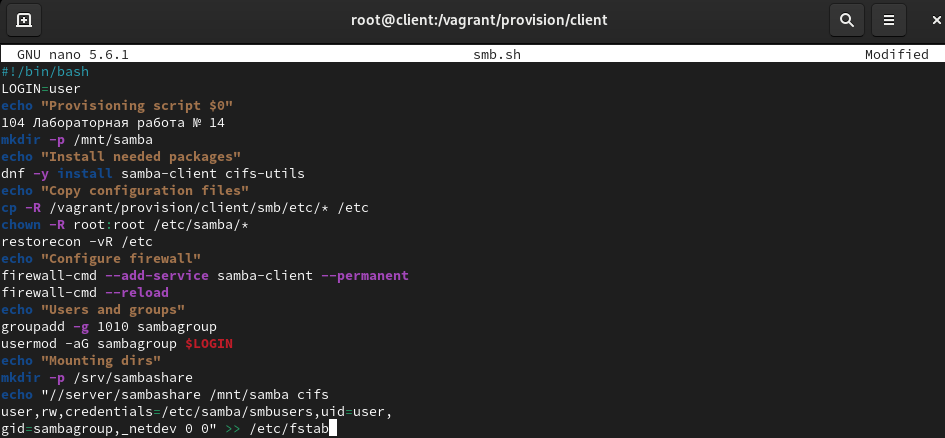 root@client:/vagrant/provision/client
GNU nano 5.6.1 smb.sh Modified
#!/bin/bash
LOGIN=user
echo "Provisioning script $0"
104 Лабораторная работа № 14
mkdir -p /mnt/samba
echo "Install needed packages"
dnf -y install samba-client cifs-utils
echo "Copy configuration files"
cp -R /vagrant/provision/client/smb/etc/* /etc
chown -R root:root /etc/samba/*
restorecon -vR /etc
echo "Configure firewall"
firewall-cmd --add-service samba-client --permanent
firewall-cmd --reload
echo "Users and groups"
groupadd -g 1010 sambagroup
usermod -aG sambagroup $LOGIN
echo "Mounting dirs"
mkdir -p /srv/sambashare
echo "//server/sambashare /mnt/samba cifs
user,rw,credentials=/etc/samba/smbusers,uid=user,
gid=sambagroup,_netdev 0 0" >> /etc/fstab